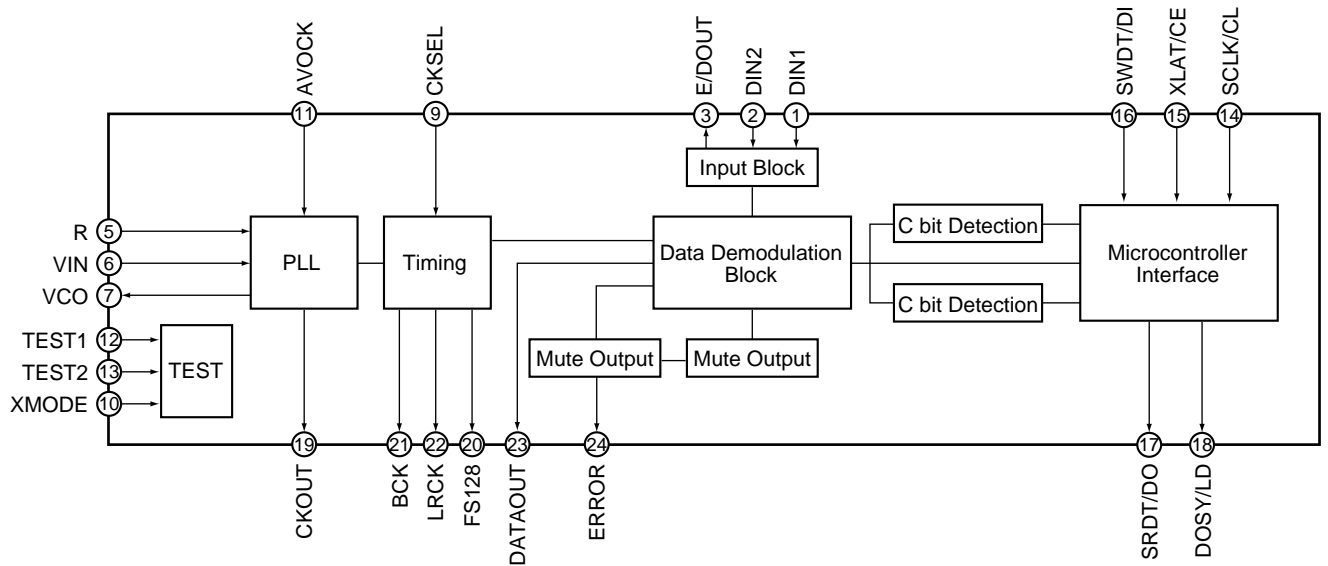 AVOCK
CKSEL
E/DOUT
DIN2
DIN1
SWDT/DI
XLAT/CE
SCLK/CL
11
9
3
2
1
16
15
14
Input Block
R
5
VIN
6
VCO
7
PLL
Timing
Data Demodulation
Block
C bit Detection
C bit Detection
Microcontroller
Interface
TEST1
12
TEST2
13
XMODE
10
TEST
Mute Output
Mute Output
19
21
22
20
23
24
17
18
CKOUT
BCK
LRCK
FS128
DATAOUT
ERROR
SRDT/DO
DOSY/LD